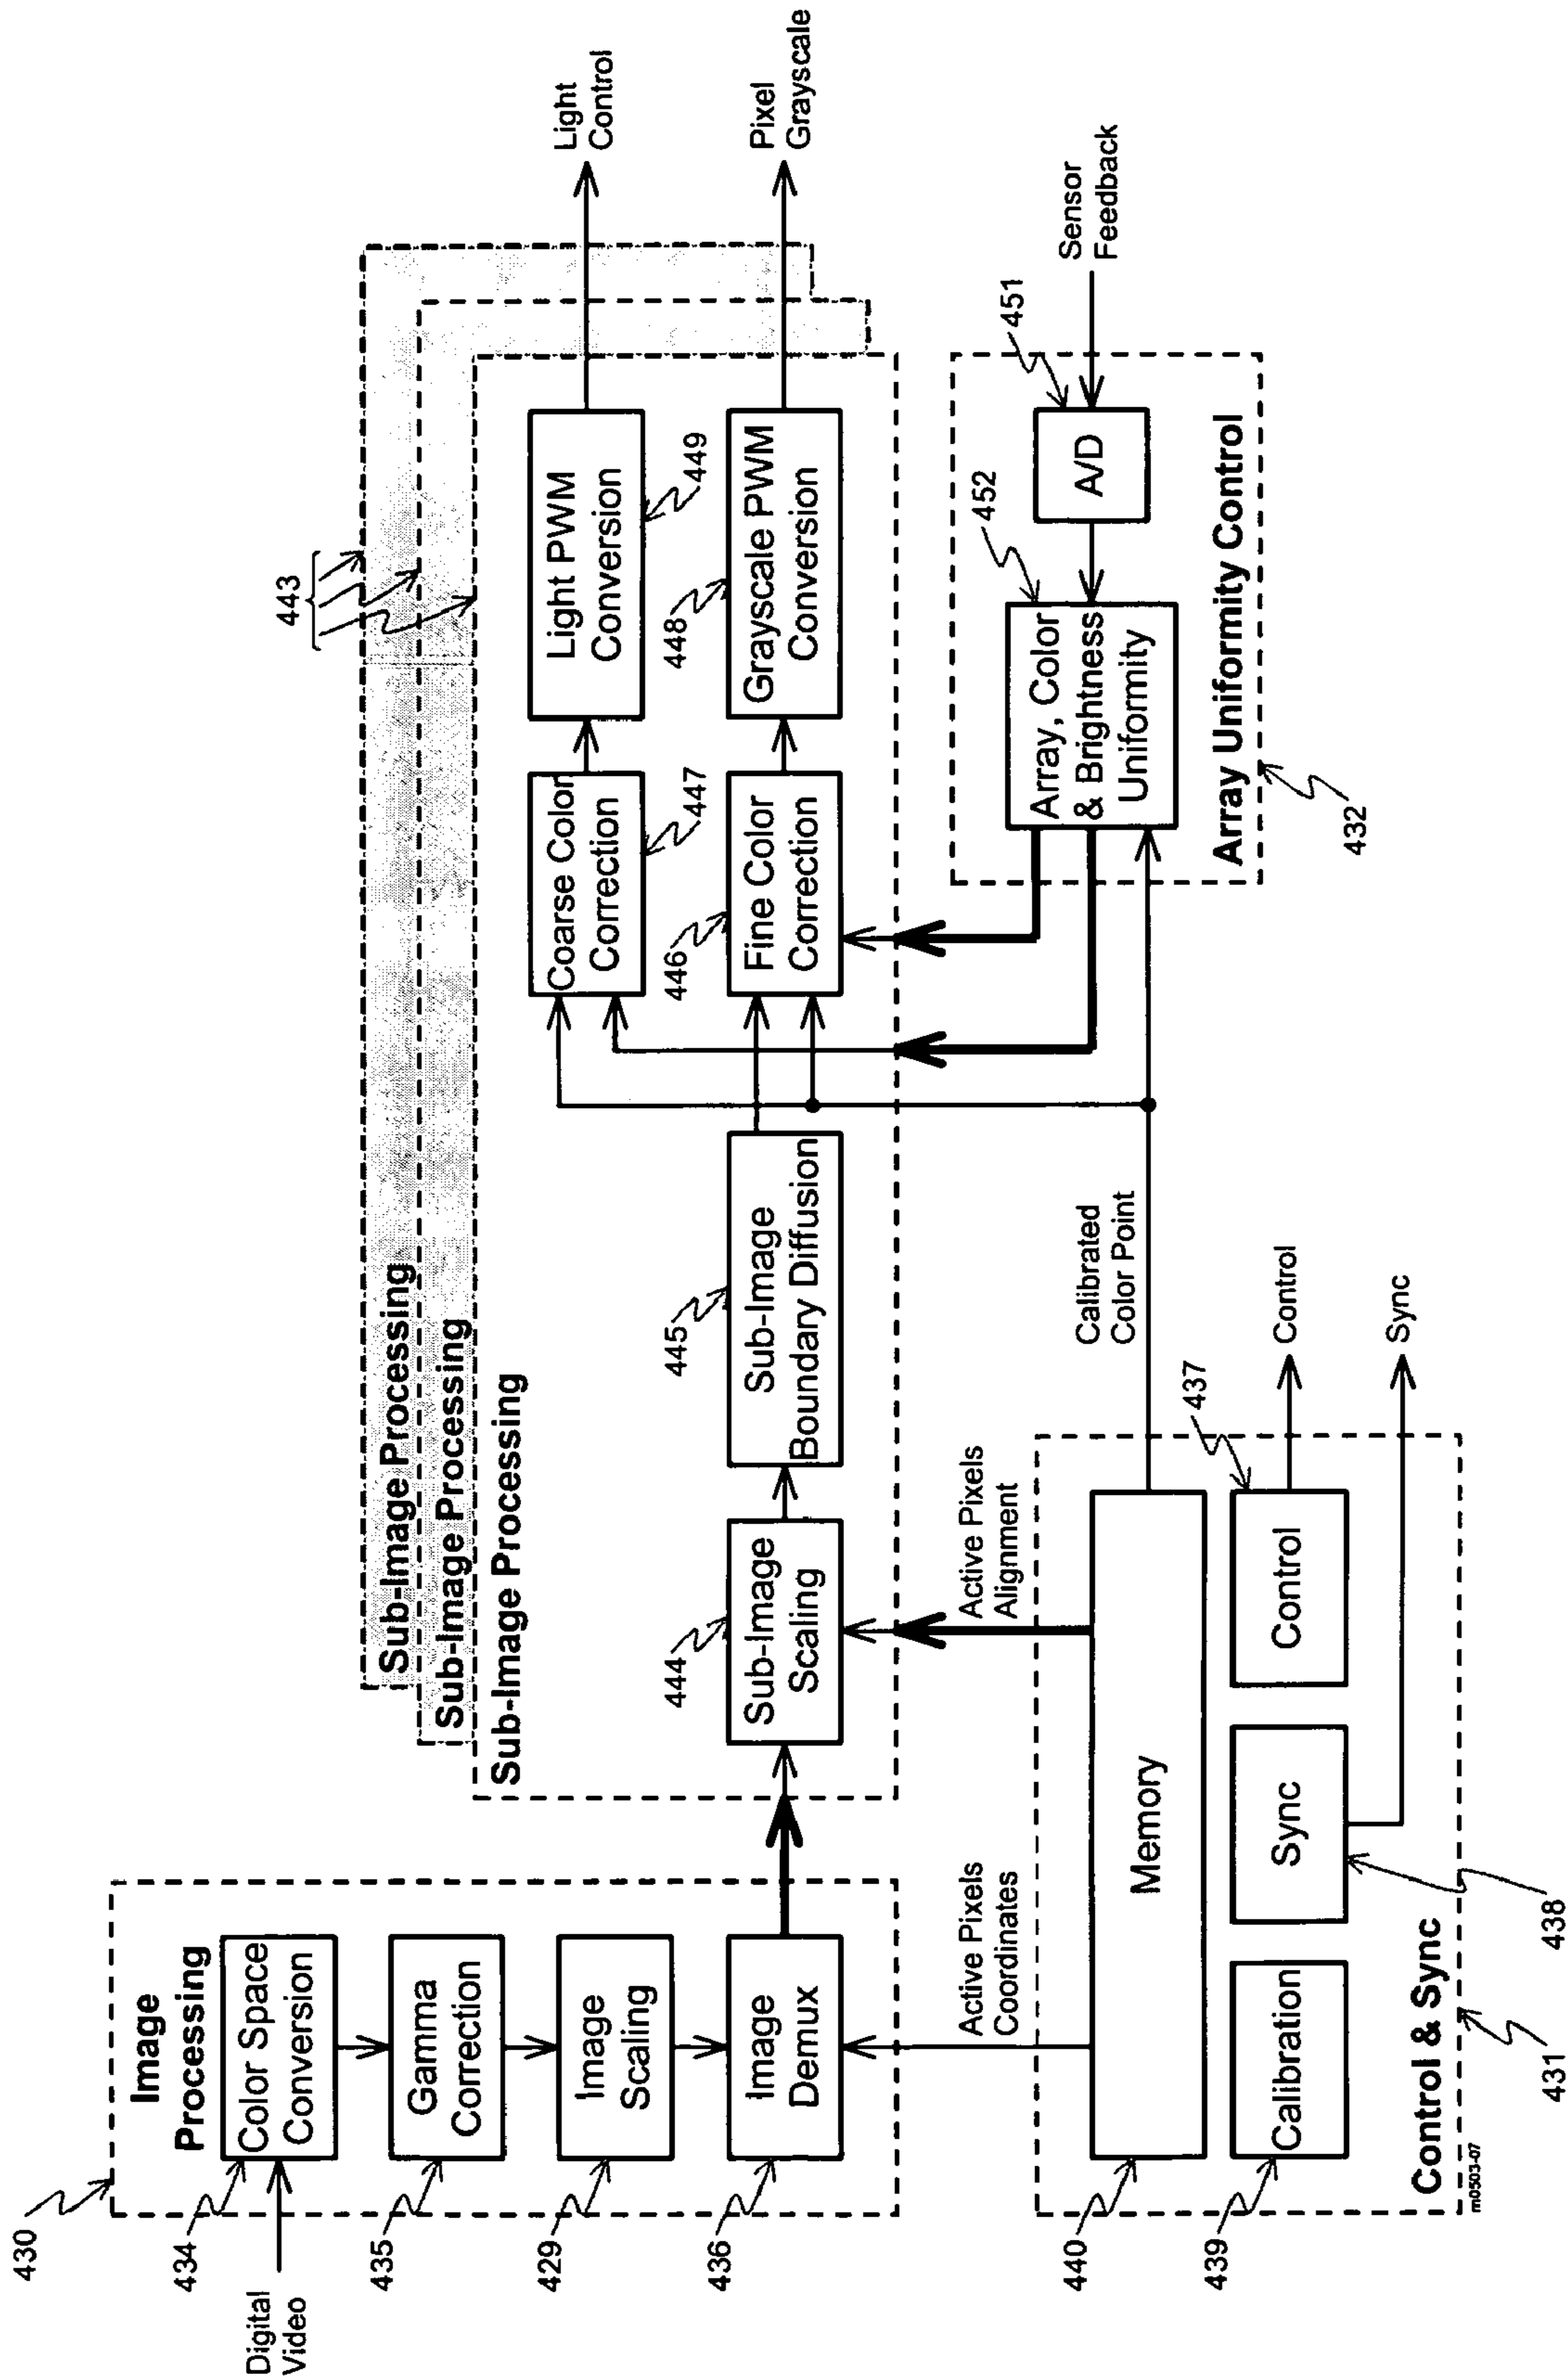 430
Image
Processing
434
Digital
Video
Color Space
Conversion
435
Gamma
Correction
429
Image
Scaling
436
Image
Demux
Sub-Image Processing
Sub-Image Processing
Sub-Image Processing
443
444
Sub-Image
Scaling
445
Sub-Image
Boundary Diffusion
Coarse Color
Correction
447
446
Fine Color
Correction
Light PWM
Conversion
449
448
Grayscale PWM
Conversion
Light
Control
Pixel
Grayscale
Active Pixels
Coordinates
Active Pixels
Alignment
Calibrated
Color Point
452
Array, Color
& Brightness
Uniformity
451
A/D
Sensor
Feedback
Array Uniformity Control
432
440
Memory
439
Calibration
Sync
438
Control
437
Control
Sync
Control & Sync
431
m0503-07